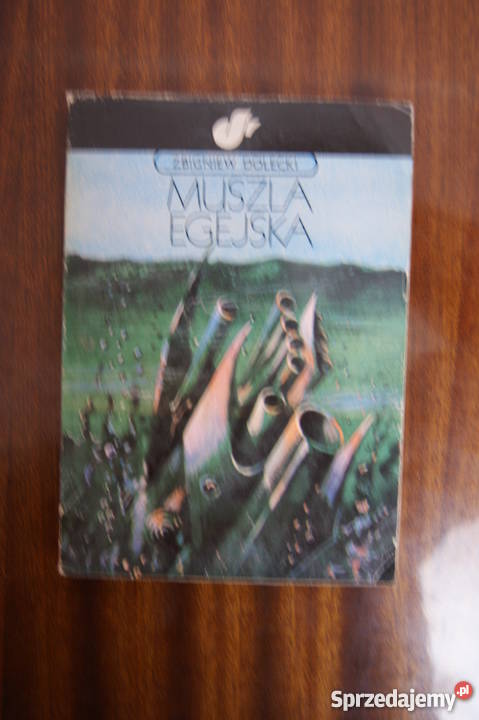 ZBIGNIEW DOLECKI
MUSZLA
EGEJSKA
Sprzedajemy.pl